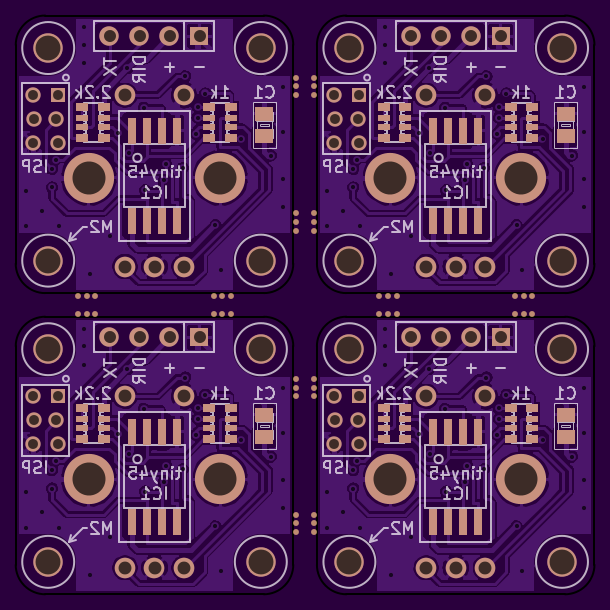 TX DIR + −
2.2k 1k C1
tiny45
IC1
ISP
M2
TX DIR + −
2.2k 1k C1
tiny45
IC1
ISP
M2
TX DIR + −
2.2k 1k C1
tiny45
IC1
ISP
M2
TX DIR + −
2.2k 1k C1
tiny45
IC1
ISP
M2